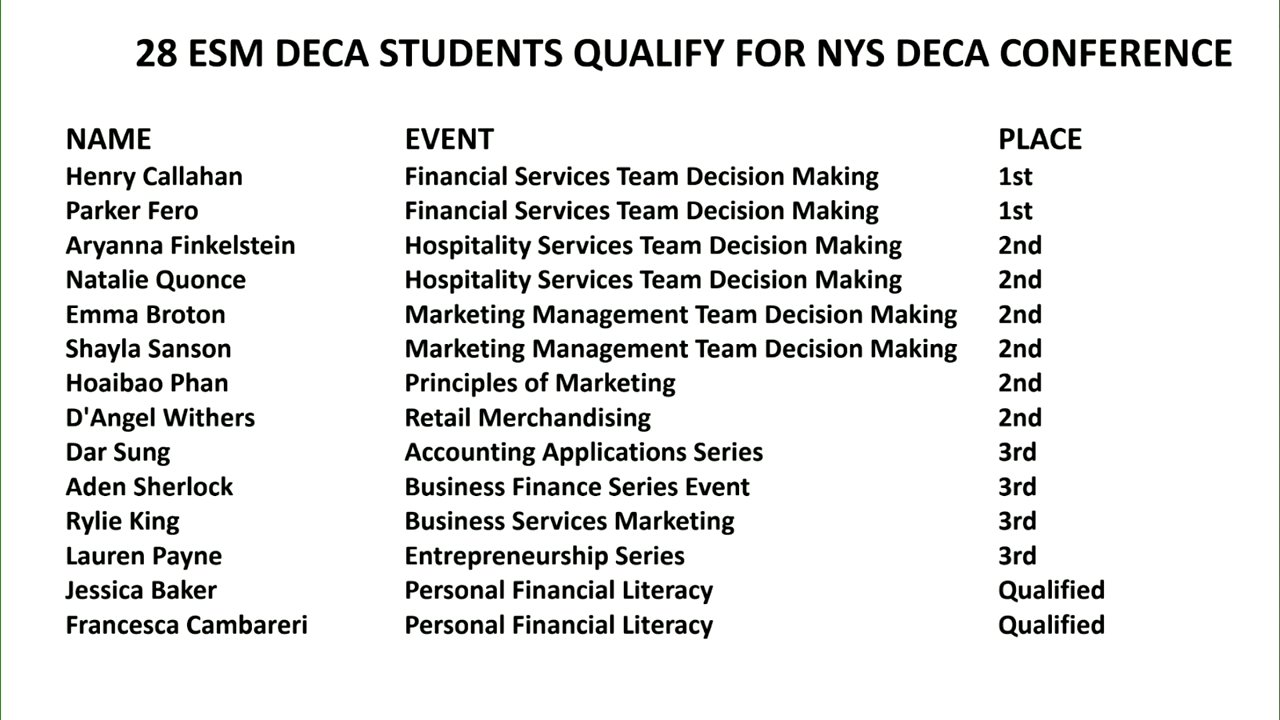 28 ESM DECA STUDENTS QUALIFY FOR NYS DECA CONFERENCE
NAME EVENT PLACE
Henry Callahan Financial Services Team Decision Making 1st
Parker Fero Financial Services Team Decision Making 1st
Aryanna Finkelstein Hospitality Services Team Decision Making 2nd
Natalie Quonce Hospitality Services Team Decision Making 2nd
Emma Broton Marketing Management Team Decision Making 2nd
Shayla Sanson Marketing Management Team Decision Making 2nd
Hoaibao Phan Principles of Marketing 2nd
D'Angel Withers Retail Merchandising 2nd
Dar Sung Accounting Applications Series 3rd
Aden Sherlock Business Finance Series Event 3rd
Rylie King Business Services Marketing 3rd
Lauren Payne Entrepreneurship Series 3rd
Jessica Baker Personal Financial Literacy Qualified
Francesca Cambareri Personal Financial Literacy Qualified